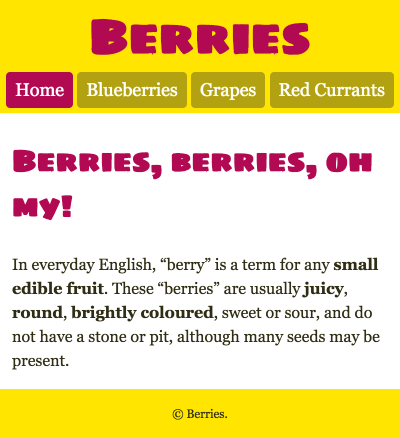 Berries
Home Blueberries Grapes Red Currants
Berries, berries, oh
my!
In everyday English, “berry” is a term for any small
edible fruit. These “berries” are usually juicy,
round, brightly coloured, sweet or sour, and do
not have a stone or pit, although many seeds may be
present.
© Berries.